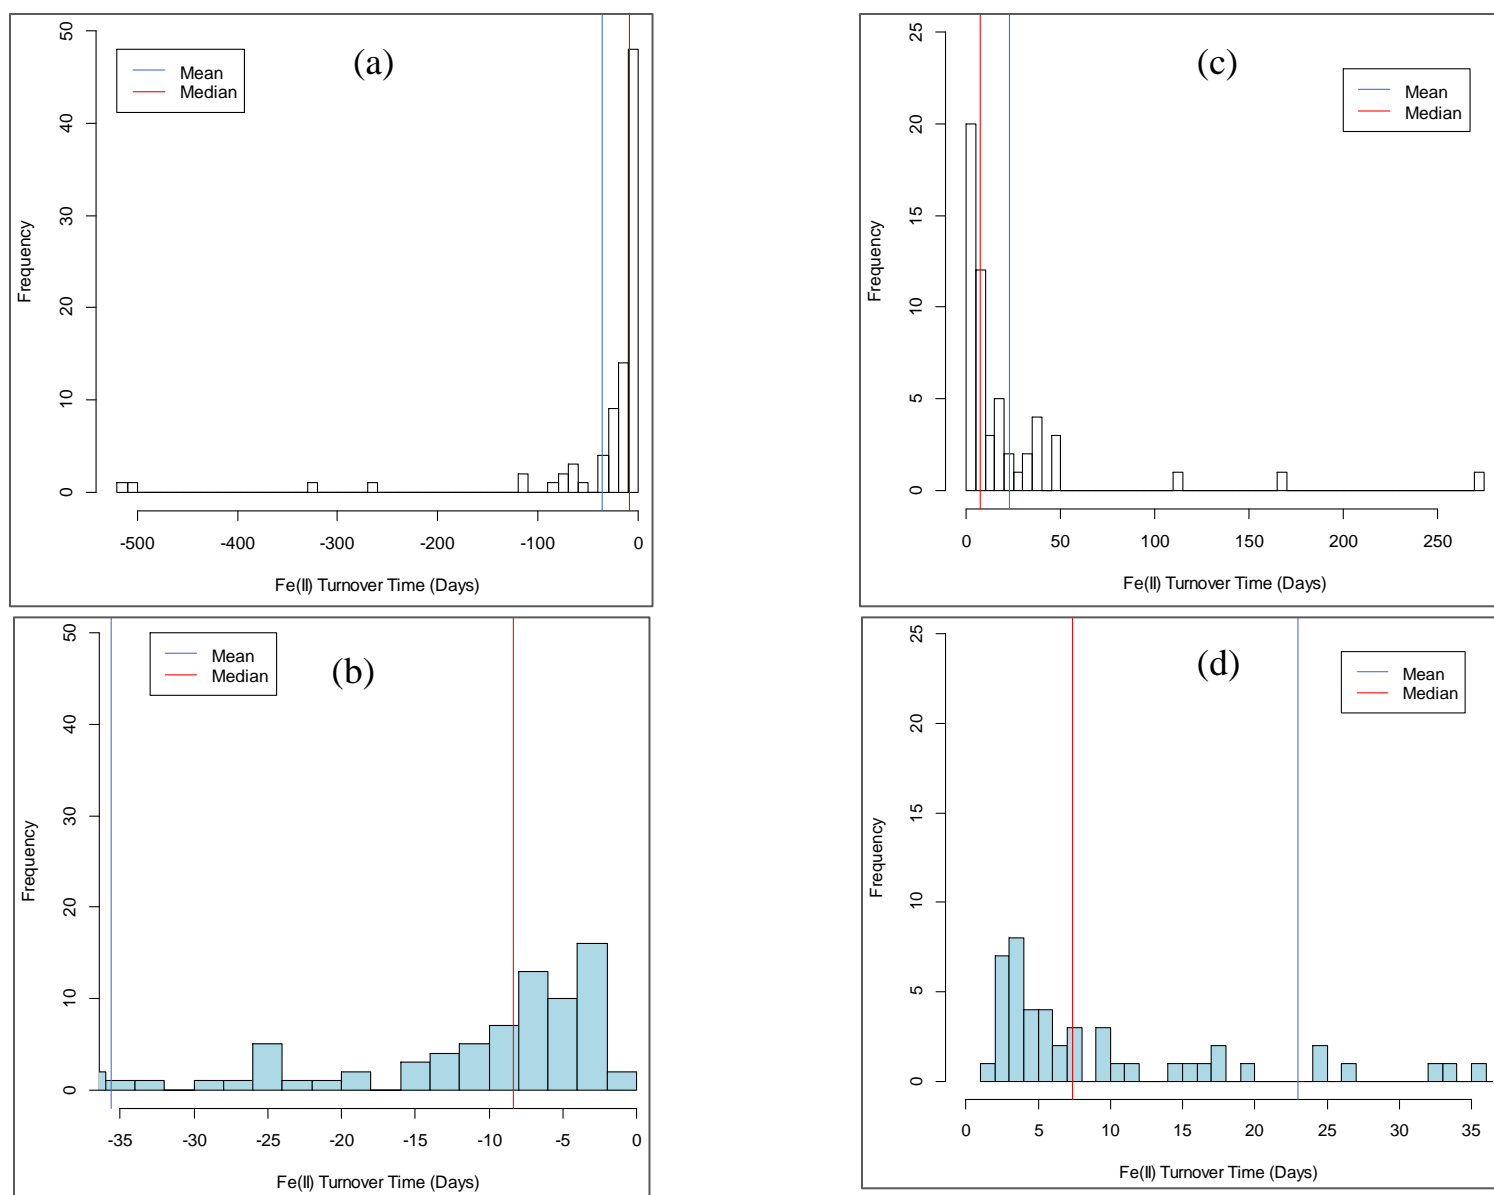 (a)
Mean
Median
Frequency
50
40
30
20
10
0
-500 -400 -300 -200 -100 0
Fe(II) Turnover Time (Days)
(c)
Mean
Median
Frequency
25
20
15
10
5
0
0 50 100 150 200 250
Fe(II) Turnover Time (Days)
(b)
Mean
Median
Frequency
50
40
30
20
10
0
-35 -30 -25 -20 -15 -10 -5 0
Fe(II) Turnover Time (Days)
(d)
Mean
Median
Frequency
25
20
15
10
5
0
0 5 10 15 20 25 30 35
Fe(II) Turnover Time (Days)